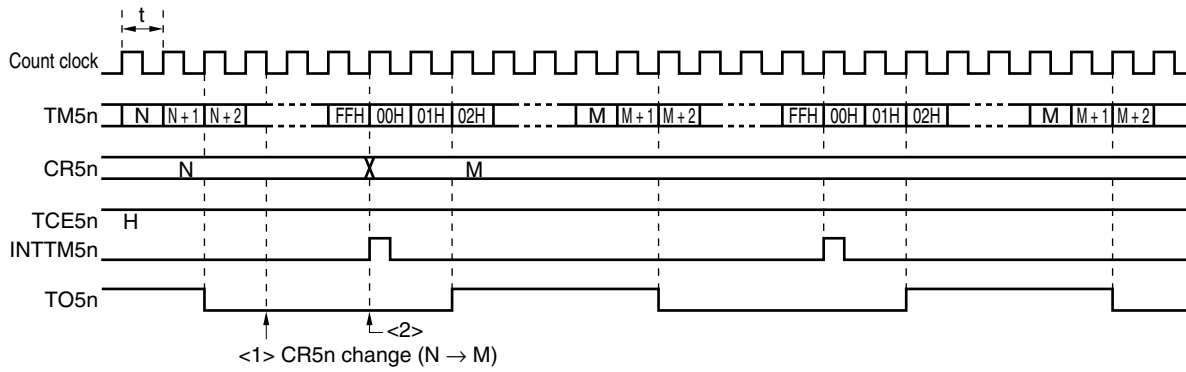 t
Count clock
TM5n N N + 1 N + 2 FFH 00H 01H 02H M M + 1 M + 2 FFH 00H 01H 02H M M + 1 M + 2
CR5n N M
TCE5n H
INTTM5n
TO5n
<2>
<1> CR5n change (N → M)